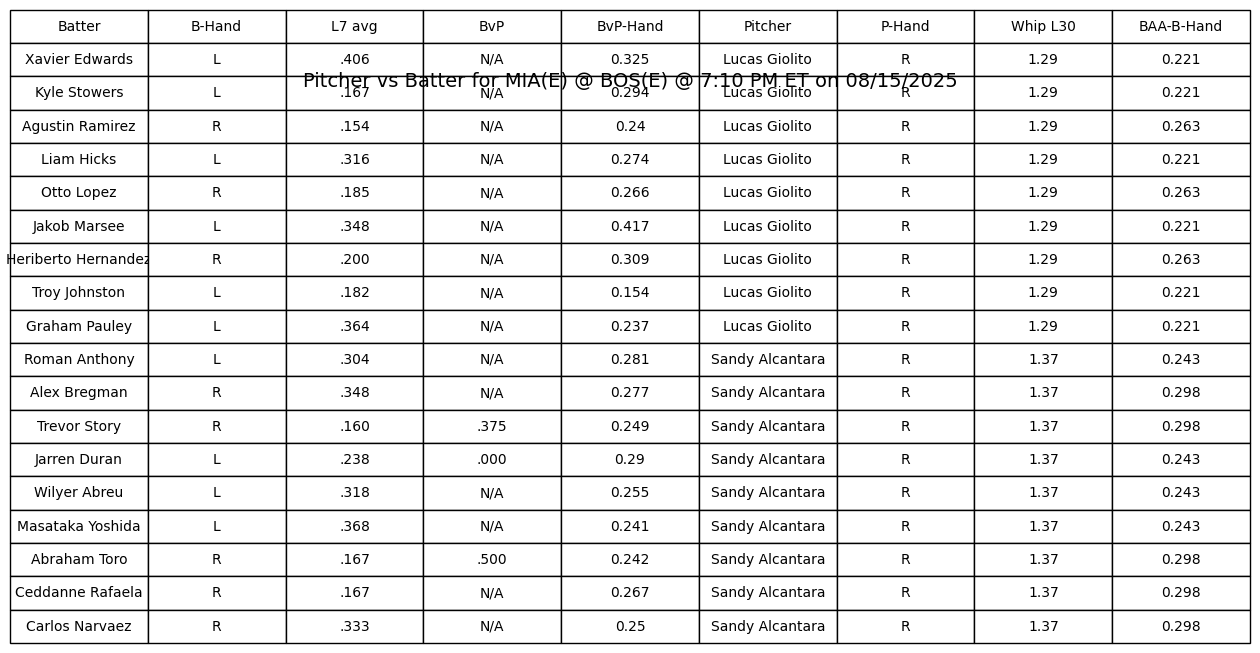 Batter B-Hand L7 avg BvP BvP-Hand Pitcher P-Hand Whip L30 BAA-B-Hand
Xavier Edwards L .406 N/A 0.325 Lucas Giolito R 1.29 0.221
Pitcher vs Batter for MIA(E) @ BOS(E) @ 7:10 PM ET on 08/15/2025
Kyle Stowers L .167 N/A 0.294 Lucas Giolito R 1.29 0.221
Agustin Ramirez R .154 N/A 0.24 Lucas Giolito R 1.29 0.263
Liam Hicks L .316 N/A 0.274 Lucas Giolito R 1.29 0.221
Otto Lopez R .185 N/A 0.266 Lucas Giolito R 1.29 0.263
Jakob Marsee L .348 N/A 0.417 Lucas Giolito R 1.29 0.221
Heriberto Hernandez R .200 N/A 0.309 Lucas Giolito R 1.29 0.263
Troy Johnston L .182 N/A 0.154 Lucas Giolito R 1.29 0.221
Graham Pauley L .364 N/A 0.237 Lucas Giolito R 1.29 0.221
Roman Anthony L .304 N/A 0.281 Sandy Alcantara R 1.37 0.243
Alex Bregman R .348 N/A 0.277 Sandy Alcantara R 1.37 0.298
Trevor Story R .160 .375 0.249 Sandy Alcantara R 1.37 0.298
Jarren Duran L .238 .000 0.29 Sandy Alcantara R 1.37 0.243
Wilyer Abreu L .318 N/A 0.255 Sandy Alcantara R 1.37 0.243
Masataka Yoshida L .368 N/A 0.241 Sandy Alcantara R 1.37 0.243
Abraham Toro R .167 .500 0.242 Sandy Alcantara R 1.37 0.298
Ceddanne Rafaela R .167 N/A 0.267 Sandy Alcantara R 1.37 0.298
Carlos Narvaez R .333 N/A 0.25 Sandy Alcantara R 1.37 0.298